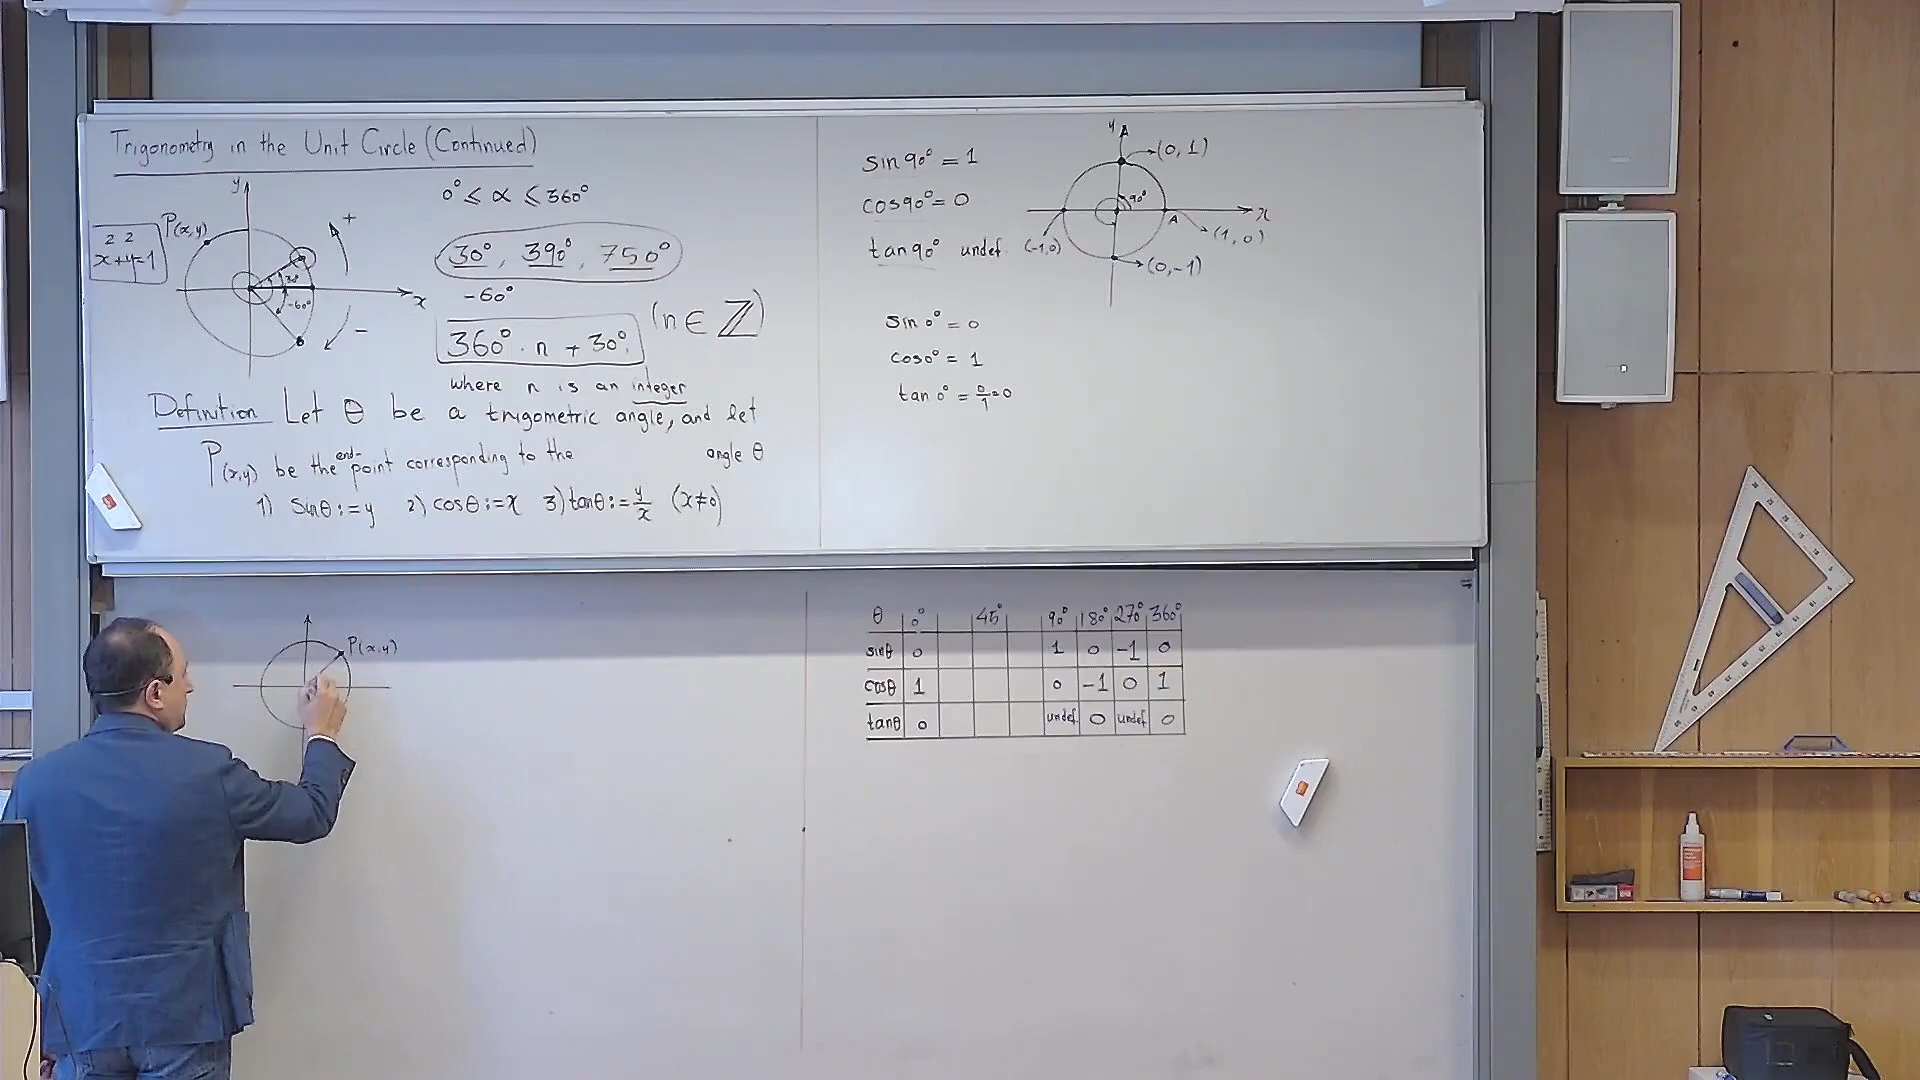 Trigonometry in the Unit Circle (Continued)
y
P(x,y)
x²+y²=1
30°
-60°
x
+
−
0° ≤ α ≤ 360°
30°, 390°, 750°
-60°
360° · n + 30° (n ∈ ℤ)
where n is an integer
Definition Let θ be a trigometric angle, and let
P(x,y) be the end-point corresponding to the angle θ
1) sinθ := y 2) cosθ := x 3) tanθ := y/x (x≠0)
sin 90° = 1
cos 90° = 0
tan 90° undef.
sin 0° = 0
cos 0° = 1
tan 0° = 0/1 = 0
y
(0, 1)
90°
x
A
(1, 0)
(-1,0)
(0, -1)
P(x,y)
θ 0° 45° 90° 180° 270° 360°
sinθ 0 1 0 -1 0
cosθ 1 0 -1 0 1
tanθ 0 undef. 0 undef. 0